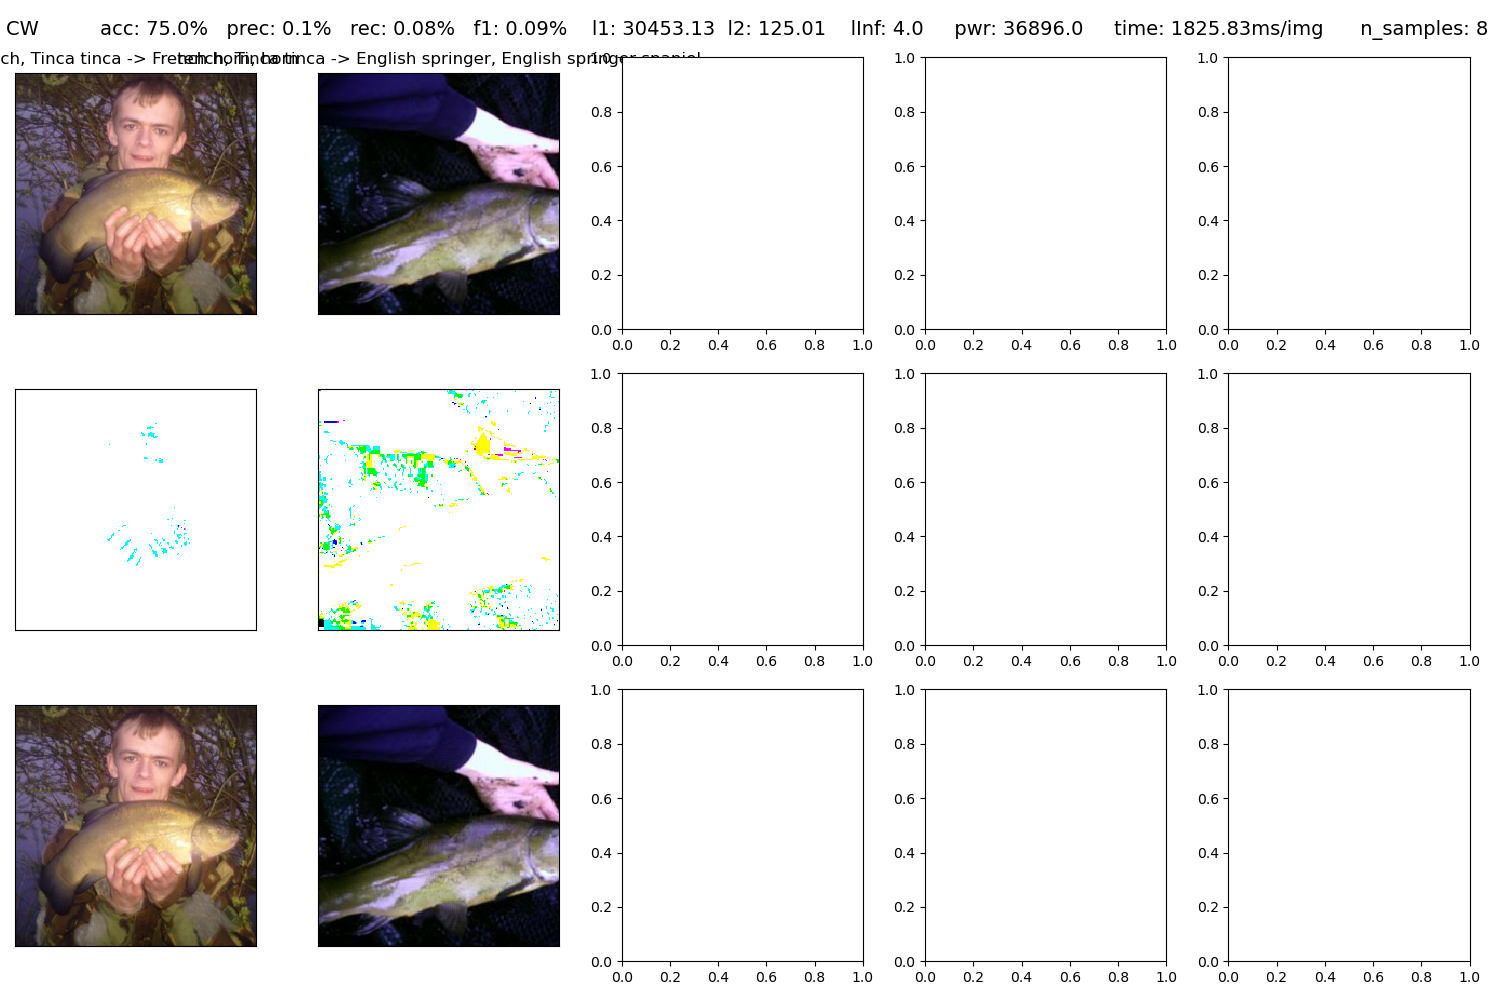 CW acc: 75.0% prec: 0.1% rec: 0.08% f1: 0.09% l1: 30453.13 l2: 125.01 lInf: 4.0 pwr: 36896.0 time: 1825.83ms/img n_samples: 8
ch, Tinca tinca -> French horn, horn
tench, Tinca tinca -> English springer, English springer spaniel
1.0 1.0 1.0
0.8 0.8 0.8
0.6 0.6 0.6
0.4 0.4 0.4
0.2 0.2 0.2
0.0 0.0 0.0
0.0 0.2 0.4 0.6 0.8 1.0 0.0 0.2 0.4 0.6 0.8 1.0 0.0 0.2 0.4 0.6 0.8 1.0
1.0 1.0 1.0
0.8 0.8 0.8
0.6 0.6 0.6
0.4 0.4 0.4
0.2 0.2 0.2
0.0 0.0 0.0
0.0 0.2 0.4 0.6 0.8 1.0 0.0 0.2 0.4 0.6 0.8 1.0 0.0 0.2 0.4 0.6 0.8 1.0
1.0 1.0 1.0
0.8 0.8 0.8
0.6 0.6 0.6
0.4 0.4 0.4
0.2 0.2 0.2
0.0 0.0 0.0
0.0 0.2 0.4 0.6 0.8 1.0 0.0 0.2 0.4 0.6 0.8 1.0 0.0 0.2 0.4 0.6 0.8 1.0